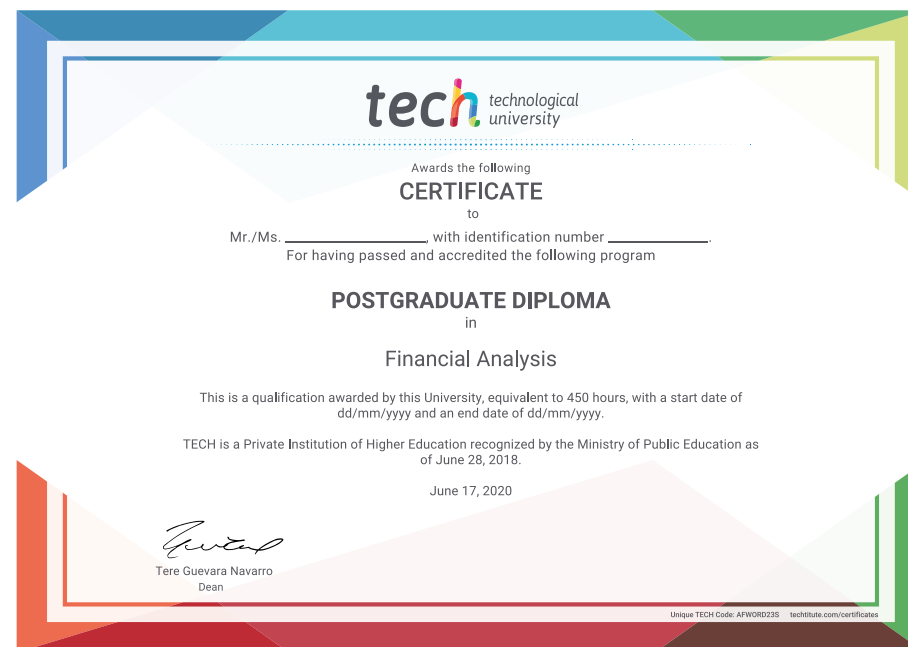 tech technological
university
Awards the following
CERTIFICATE
to
Mr./Ms. ____________________, with identification number ______________.
For having passed and accredited the following program
POSTGRADUATE DIPLOMA
in
Financial Analysis
This is a qualification awarded by this University, equivalent to 450 hours, with a start date of
dd/mm/yyyy and an end date of dd/mm/yyyy.
TECH is a Private Institution of Higher Education recognized by the Ministry of Public Education as
of June 28, 2018.
June 17, 2020
Tere Guevara Navarro
Dean
Unique TECH Code: AFWORD23S techtitute.com/certificates